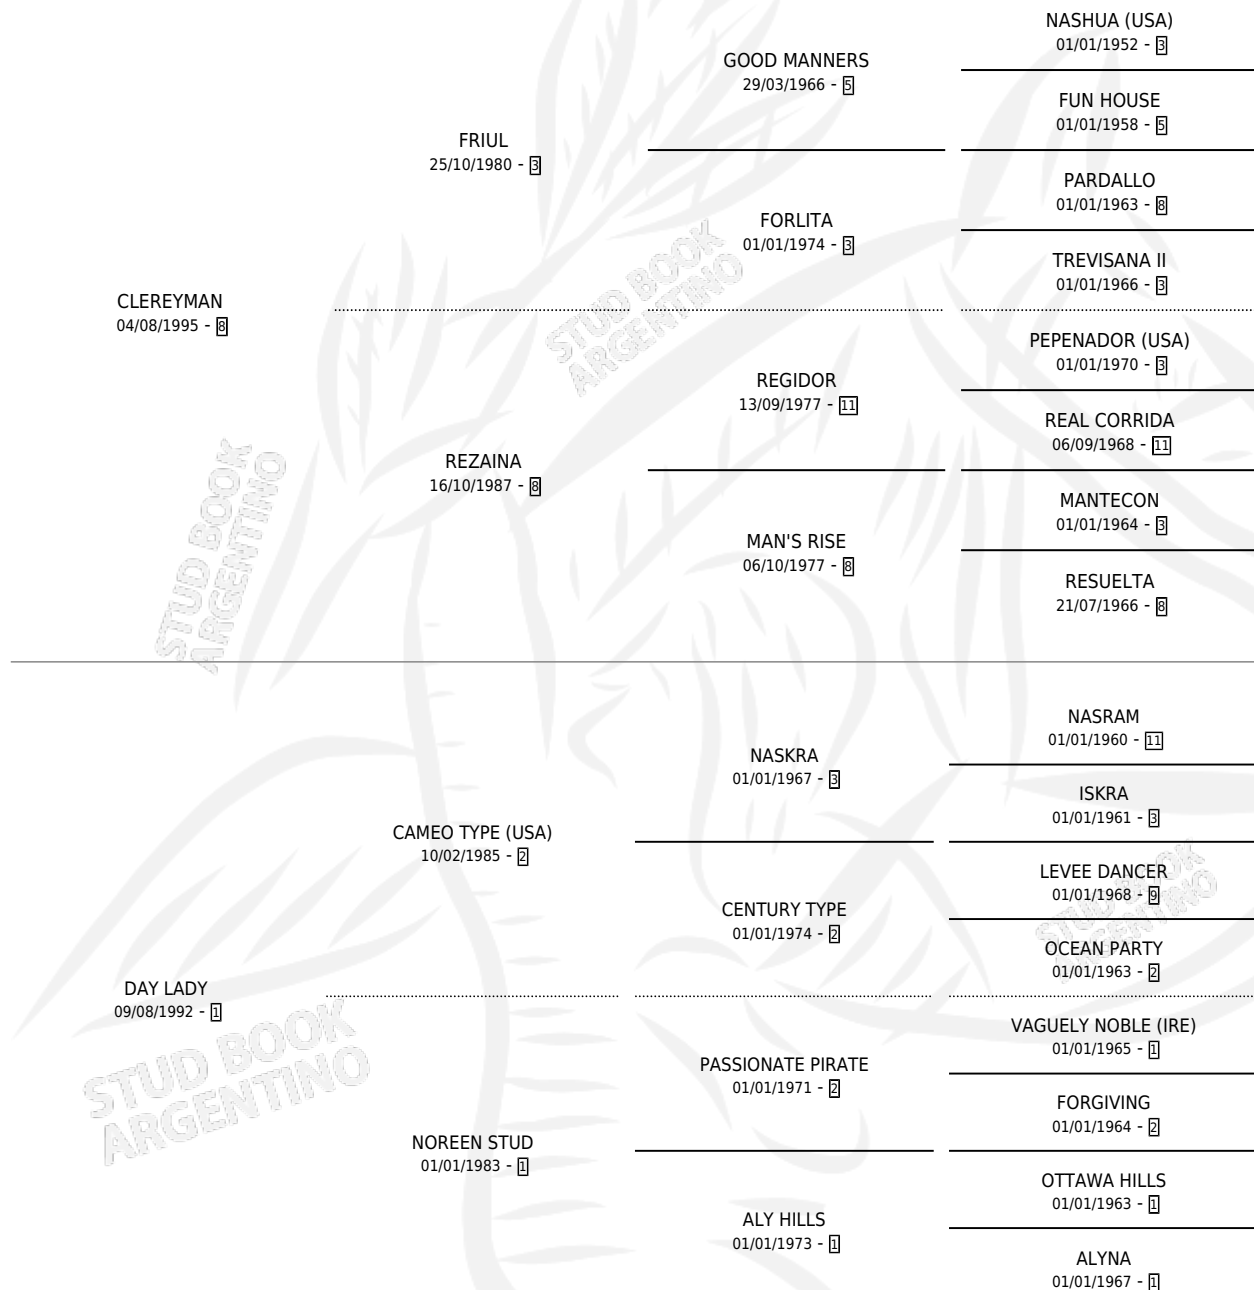 NASHUA (USA)
01/01/1952 - 3
GOOD MANNERS
29/03/1966 - 5
FUN HOUSE
01/01/1958 - 5
FRIUL
25/10/1980 - 3
PARDALLO
01/01/1963 - 8
FORLITA
01/01/1974 - 3
TREVISANA II
01/01/1966 - 3
STUD BOOK
ARGENTINO
CLEREYMAN
04/08/1995 - 8
PEPENADOR (USA)
01/01/1970 - 3
REGIDOR
13/09/1977 - 11
REAL CORRIDA
06/09/1968 - 11
REZAINA
16/10/1987 - 8
MANTECON
01/01/1964 - 3
MAN'S RISE
06/10/1977 - 8
RESUELTA
21/07/1966 - 8
STUD BOOK
ARGENTINO
NASRAM
01/01/1960 - 11
NASKRA
01/01/1967 - 3
ISKRA
01/01/1961 - 3
CAMEO TYPE (USA)
10/02/1985 - 2
LEVEE DANCER
01/01/1968 - 9
CENTURY TYPE
01/01/1974 - 2
OCEAN PARTY
01/01/1963 - 2
STUD BOOK
ARGENTINO
DAY LADY
09/08/1992 - 1
VAGUELY NOBLE (IRE)
01/01/1965 - 1
PASSIONATE PIRATE
01/01/1971 - 2
FORGIVING
01/01/1964 - 2
STUD BOOK
ARGENTINO
NOREEN STUD
01/01/1983 - 1
OTTAWA HILLS
01/01/1963 - 1
ALY HILLS
01/01/1973 - 1
ALYNA
01/01/1967 - 1